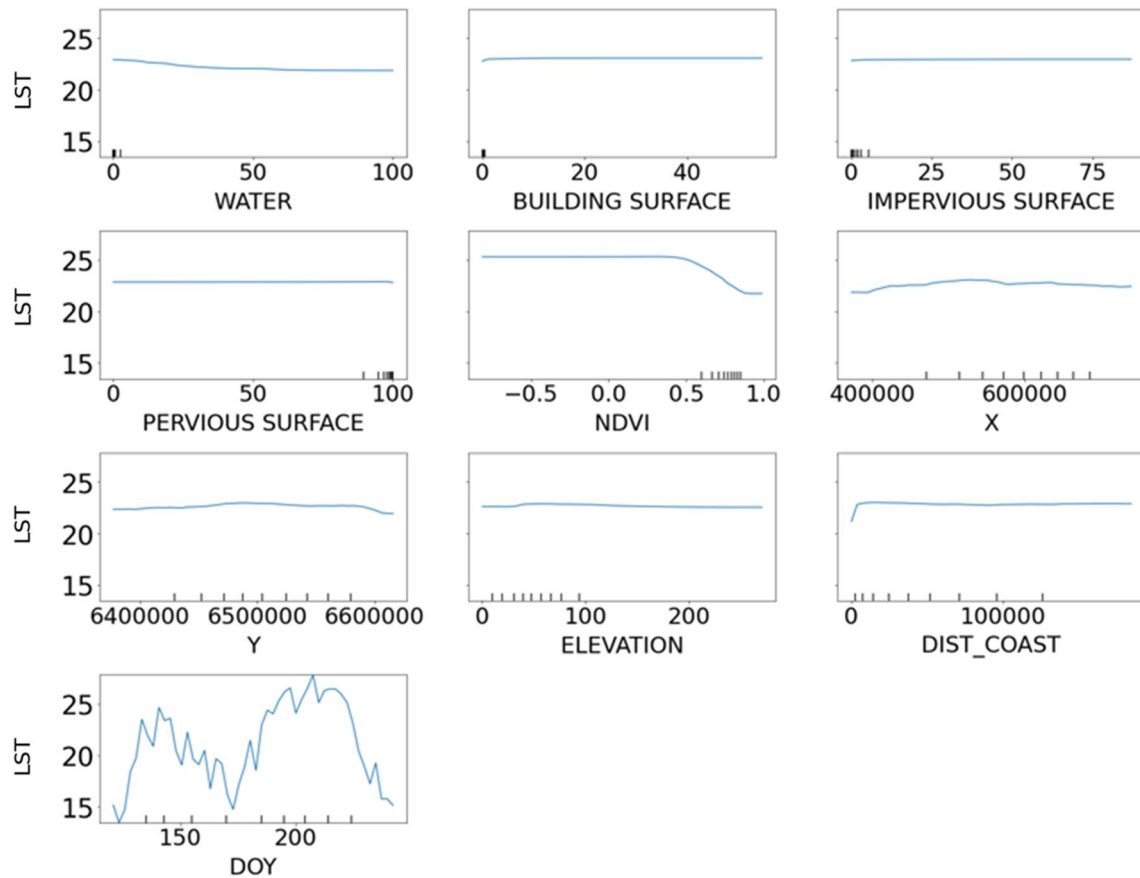 25
20
15
LST
0
50
100
WATER
0
20
40
BUILDING SURFACE
0
25
50
75
IMPERVIOUS SURFACE
25
20
15
LST
0
50
100
PERVIOUS SURFACE
−0.5
0.0
0.5
1.0
NDVI
400000
600000
X
25
20
15
LST
6400000
6500000
6600000
Y
0
100
200
ELEVATION
0
100000
DIST_COAST
25
20
15
LST
150
200
DOY